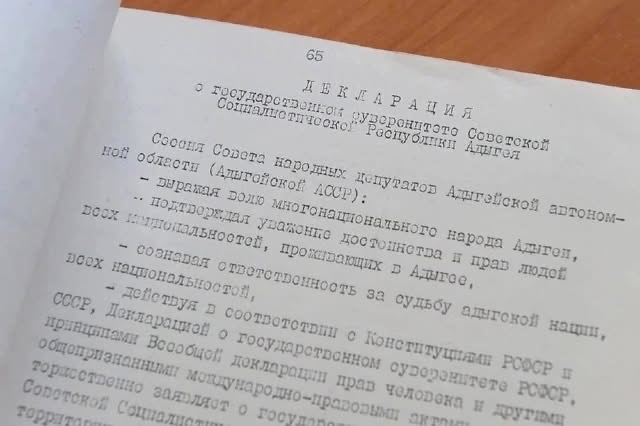 65
ДЕКЛАРАЦИЯ
о государственном суверенитете Советской
Социалистической Республики Адыгея
Сессия Совета народных депутатов Адыгейской автоном-
ной области (Адыгейской АССР):
- выражая волю многонационального народа Адыгеи,
- подтверждая уважение достоинства и прав людей
всех национальностей, проживающих в Адыгее,
- сознавая ответственность за судьбу адыгской нации,
всех национальностей,
- действуя в соответствии с Конституциями РСФСР и
СССР, Декларацией о государственном суверенитете РСФСР,
принципами Всеобщей декларации прав человека и другими
общепризнанными международно-правовыми актами
торжественно заявляет о государст
Советской Социалистич
территори